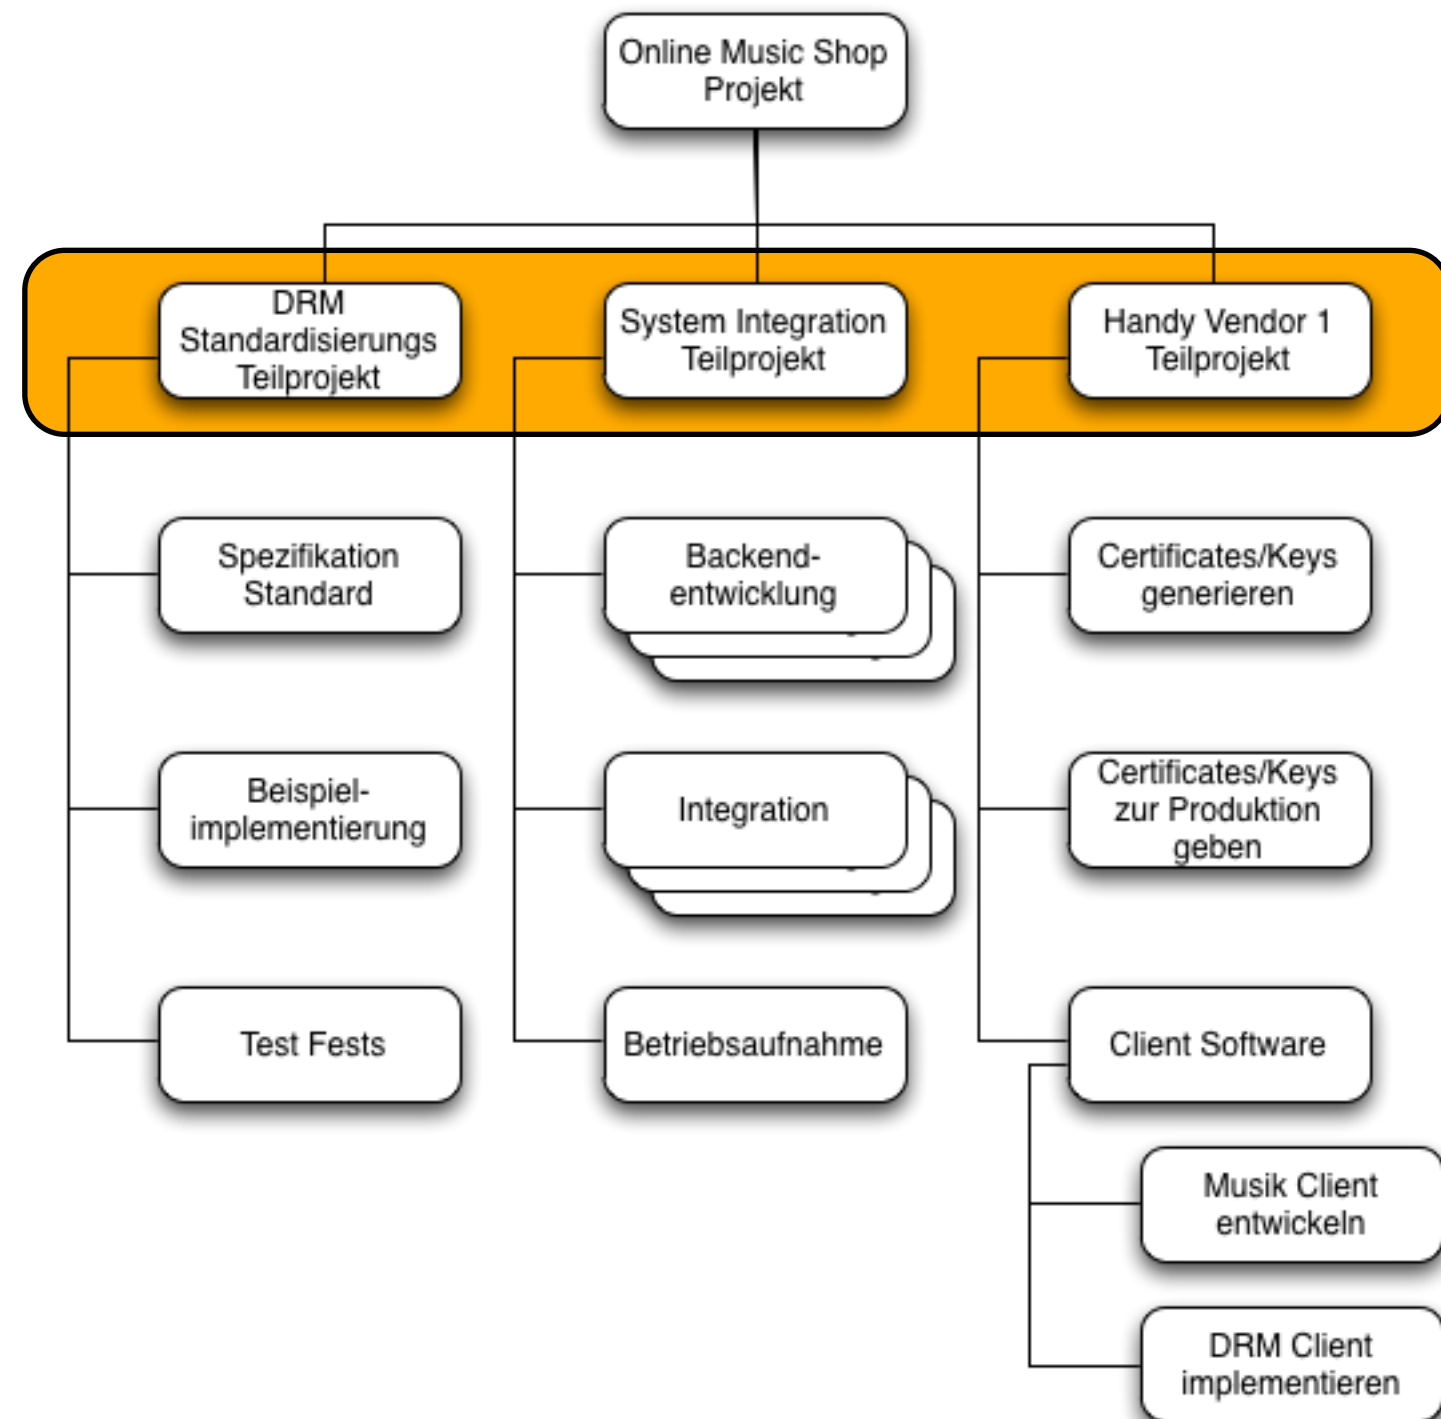 Online Music Shop
Projekt
DRM
Standardisierungs
Teilprojekt
System Integration
Teilprojekt
Handy Vendor 1
Teilprojekt
Spezifikation
Standard
Backend-
entwicklung
Certificates/Keys
generieren
Beispiel-
implementierung
Integration
Certificates/Keys
zur Produktion
geben
Test Fests
Betriebsaufnahme
Client Software
Musik Client
entwickeln
DRM Client
implementieren